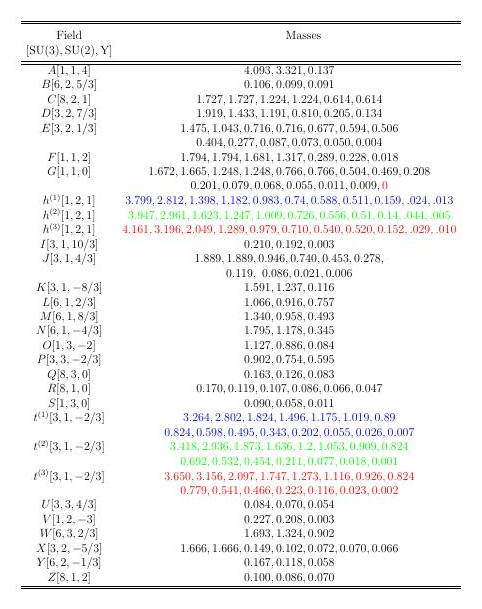 Field Masses
[SU(3), SU(2), Y]
A[1, 1, 4] 4.093, 3.321, 0.137
B[6, 2, 5/3] 0.106, 0.099, 0.091
C[8, 2, 1] 1.727, 1.727, 1.224, 1.224, 0.614, 0.614
D[3, 2, 7/3] 1.919, 1.433, 1.191, 0.810, 0.205, 0.134
E[3, 2, 1/3] 1.475, 1.043, 0.716, 0.716, 0.677, 0.594, 0.506
0.404, 0.277, 0.087, 0.073, 0.050, 0.004
F[1, 1, 2] 1.794, 1.794, 1.681, 1.317, 0.289, 0.228, 0.018
G[1, 1, 0] 1.672, 1.665, 1.248, 1.248, 0.766, 0.766, 0.504, 0.469, 0.208
0.201, 0.079, 0.068, 0.055, 0.011, 0.009, 0
h(1)[1, 2, 1] 3.799, 2.812, 1.398, 1.182, 0.983, 0.74, 0.588, 0.511, 0.159, .024, .013
h(2)[1, 2, 1] 3.947, 2.961, 1.623, 1.247, 1.009, 0.726, 0.556, 0.51, 0.14, .044, .005
h(3)[1, 2, 1] 4.161, 3.196, 2.049, 1.289, 0.979, 0.710, 0.540, 0.520, 0.152, .029, .010
I[3, 1, 10/3] 0.210, 0.192, 0.003
J[3, 1, 4/3] 1.889, 1.889, 0.946, 0.740, 0.453, 0.278,
0.119, 0.086, 0.021, 0.006
K[3, 1, −8/3] 1.591, 1.237, 0.116
L[6, 1, 2/3] 1.066, 0.916, 0.757
M[6, 1, 8/3] 1.340, 0.958, 0.493
N[6, 1, −4/3] 1.795, 1.178, 0.345
O[1, 3, −2] 1.127, 0.886, 0.084
P[3, 3, −2/3] 0.902, 0.754, 0.595
Q[8, 3, 0] 0.163, 0.126, 0.083
R[8, 1, 0] 0.170, 0.119, 0.107, 0.086, 0.066, 0.047
S[1, 3, 0] 0.090, 0.058, 0.011
t(1)[3, 1, −2/3] 3.264, 2.802, 1.824, 1.496, 1.175, 1.019, 0.89
0.824, 0.598, 0.495, 0.343, 0.202, 0.055, 0.026, 0.007
t(2)[3, 1, −2/3] 3.418, 2.936, 1.873, 1.636, 1.2, 1.053, 0.909, 0.824
0.692, 0.532, 0.454, 0.211, 0.077, 0.018, 0.001
t(3)[3, 1, −2/3] 3.650, 3.156, 2.097, 1.747, 1.273, 1.116, 0.926, 0.824
0.779, 0.541, 0.466, 0.223, 0.116, 0.023, 0.002
U[3, 3, 4/3] 0.084, 0.070, 0.054
V[1, 2, −3] 0.227, 0.208, 0.003
W[6, 3, 2/3] 1.693, 1.324, 0.902
X[3, 2, −5/3] 1.666, 1.666, 0.149, 0.102, 0.072, 0.070, 0.066
Y[6, 2, −1/3] 0.167, 0.118, 0.058
Z[8, 1, 2] 0.100, 0.086, 0.070